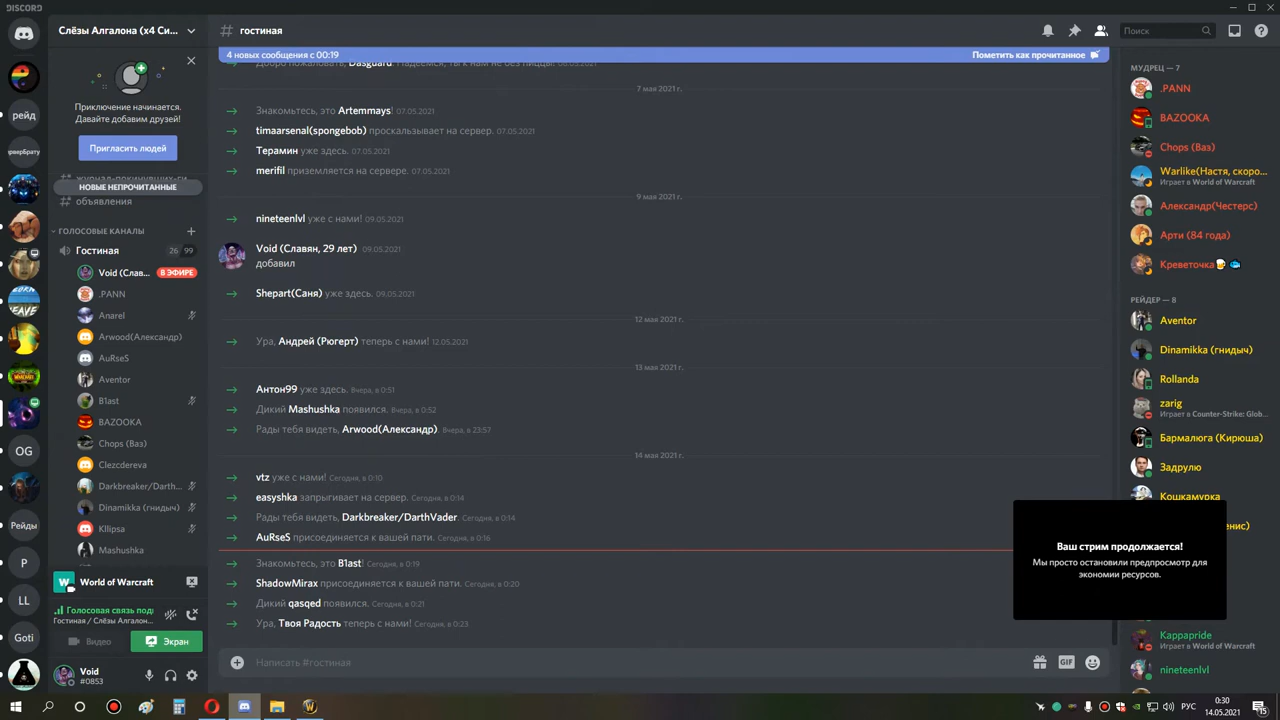 DISCORD
Слёзы Алгалона (x4 Си...
гостиная
Поиск
4 новых сообщения с 00:19
Пометить как прочитанное
Приключение начинается.
Давайте добавим друзей!
Пригласить людей
НОВЫЕ НЕПРОЧИТАННЫЕ
объявления
ГОЛОСОВЫЕ КАНАЛЫ
Гостиная
26 99
Void (Слав...
В ЭФИРЕ
.PANN
Anarel
Arwood(Александр)
AuRseS
Aventor
B1ast
BAZOOKA
Chops (Ваз)
Clezcdereva
Darkbreaker/Darth...
Dinamikka (гнидыч)
Kllipsa
Mashushka
World of Warcraft
Гостиная / Слёзы Алгалон...
Видео
Экран
Void
#0853
рейд
OG
Рейды
P
LL
Goti
7 мая 2021 г.
Знакомьтесь, это Artemmays! 07.05.2021
timaarsenal(spongebob) проскальзывает на сервер. 07.05.2021
Терамин уже здесь. 07.05.2021
merifil приземляется на сервере. 07.05.2021
9 мая 2021 г.
nineteenlvl уже с нами! 09.05.2021
Void (Славян, 29 лет) 09.05.2021
добавил
Shepart(Саня) уже здесь. 09.05.2021
12 мая 2021 г.
Ура, Андрей (Рюгерт) теперь с нами! 12.05.2021
13 мая 2021 г.
Антон99 уже здесь. Вчера, в 0:51
Дикий Mashushka появился. Вчера, в 0:52
Рады тебя видеть, Arwood(Александр). Вчера, в 23:57
14 мая 2021 г.
vtz уже с нами! Сегодня, в 0:10
easyshka запрыгивает на сервер. Сегодня, в 0:14
Рады тебя видеть, Darkbreaker/DarthVader. Сегодня, в 0:14
AuRseS присоединяется к вашей пати. Сегодня, в 0:16
Знакомьтесь, это B1ast! Сегодня, в 0:19
ShadowMirax присоединяется к вашей пати. Сегодня, в 0:20
Дикий qasqed появился. Сегодня, в 0:21
Ура, Твоя Радость теперь с нами! Сегодня, в 0:23
Написать #гостиная
GIF
МУДРЕЦ — 7
.PANN
BAZOOKA
Chops (Ваз)
Warlike(Настя, скоро...
Играет в World of Warcraft
Александр(Честерс)
Арти (84 года)
Креветочка
РЕЙДЕР — 8
Aventor
Dinamikka (гнидыч)
Rollanda
zarig
Играет в Counter-Strike: Glob...
Бармалюга (Кирюша)
Задрулю
Кошкамурка
Ваш стрим продолжается!
Мы просто остановили предпросмотр для
экономии ресурсов.
Kappapride
Играет в World of Warcraft
nineteenlvl
РУС
0:30
14.05.2021
15